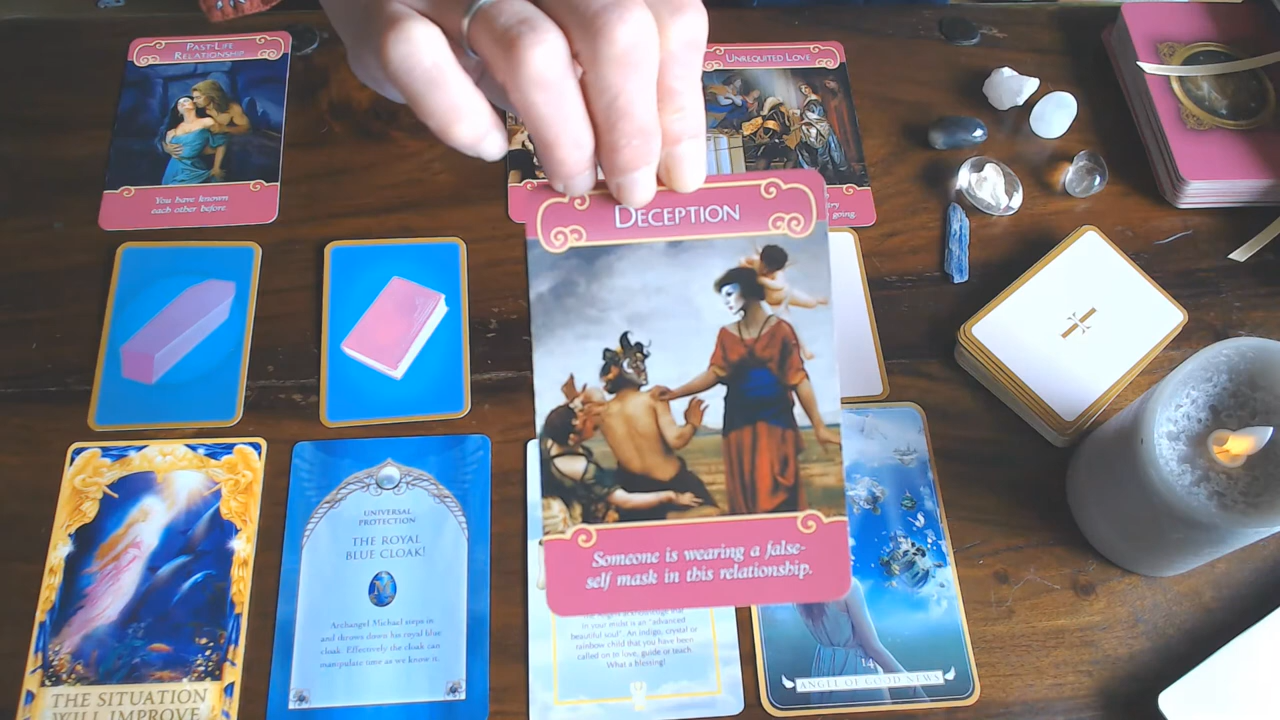 PAST-LIFE
RELATIONSHIP
You have known
each other before.
UNREQUITED LOVE
going.
DECEPTION
Someone is wearing a false-
self mask in this relationship.
THE SITUATION
WILL IMPROVE
UNIVERSAL
PROTECTION
THE ROYAL
BLUE CLOAK!
Archangel Michael steps in
and throws down his royal blue
cloak. Effectively the cloak can
manipulate time as we know it.
in your midst is an "advanced
beautiful soul". An indigo, crystal or
rainbow child that you have been
called on to love, guide or teach.
What a blessing!
14
ANGEL OF GOOD NEWS